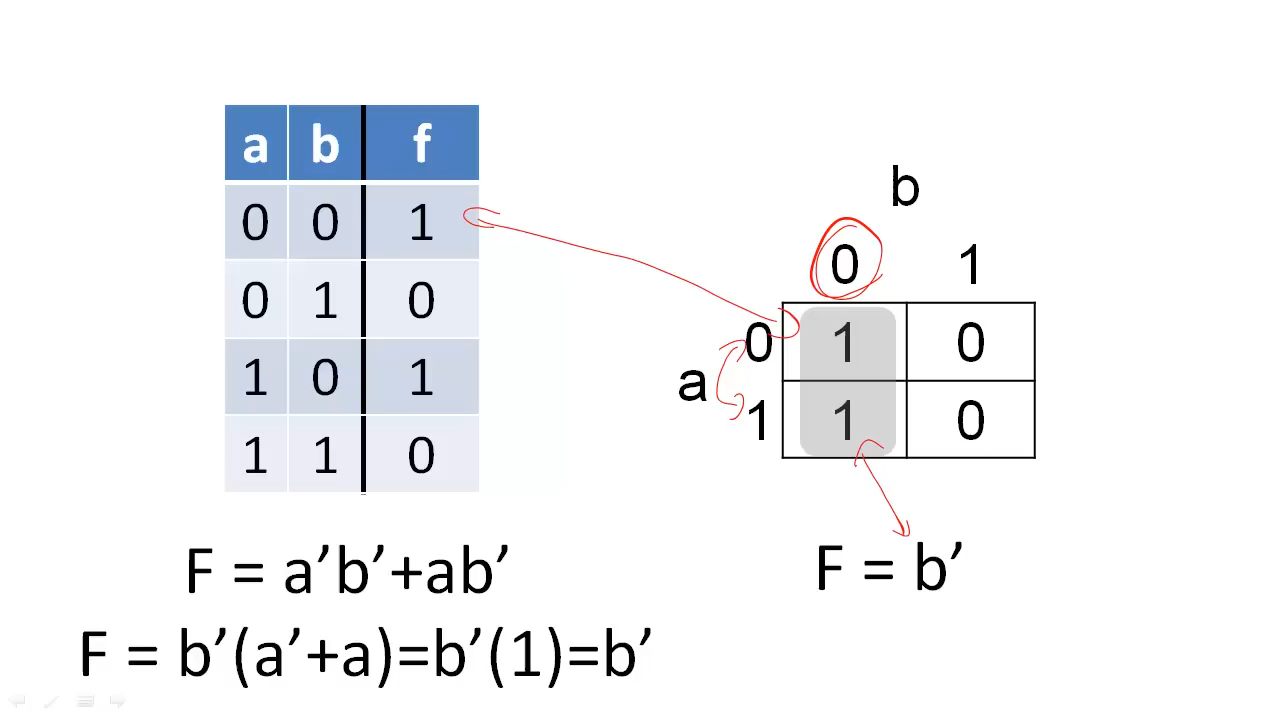 a b f
0 0 1
0 1 0
1 0 1
1 1 0
F = a′b′+ab′
F = b′(a′+a)=b′(1)=b′
b
0 1
0 1 0
a
1 1 0
F = b′